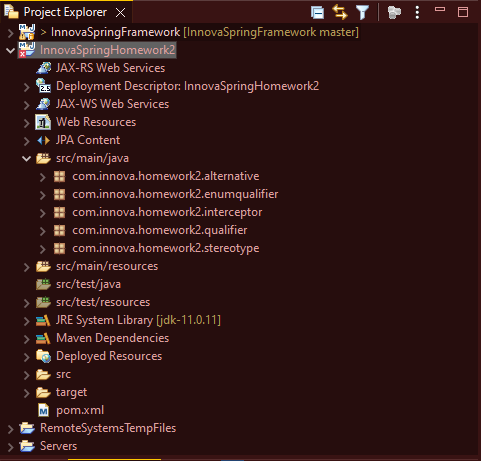 Project Explorer
> InnovaSpringFramework [InnovaSpringFramework master]
InnovaSpringHomework2
JAX-RS Web Services
Deployment Descriptor: InnovaSpringHomework2
JAX-WS Web Services
Web Resources
JPA Content
src/main/java
com.innova.homework2.alternative
com.innova.homework2.enumqualifier
com.innova.homework2.interceptor
com.innova.homework2.qualifier
com.innova.homework2.stereotype
src/main/resources
src/test/java
src/test/resources
JRE System Library [jdk-11.0.11]
Maven Dependencies
Deployed Resources
src
target
pom.xml
RemoteSystemsTempFiles
Servers